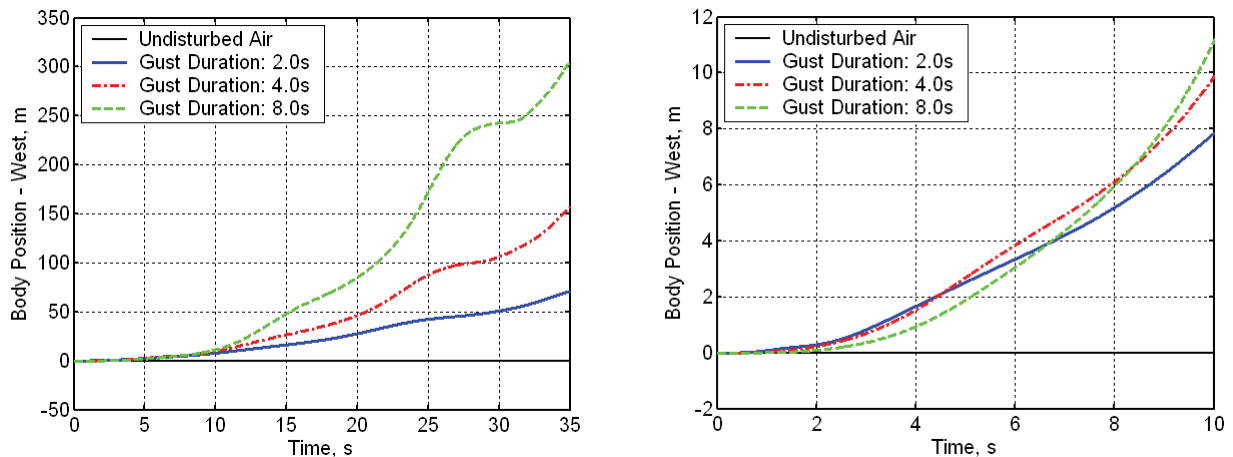 350
300
250
200
150
100
50
0
-50
Body Position - West, m
Undisturbed Air
Gust Duration: 2.0s
Gust Duration: 4.0s
Gust Duration: 8.0s
0 5 10 15 20 25 30 35
Time, s
12
10
8
6
4
2
0
-2
Body Position - West, m
Undisturbed Air
Gust Duration: 2.0s
Gust Duration: 4.0s
Gust Duration: 8.0s
0 2 4 6 8 10
Time, s